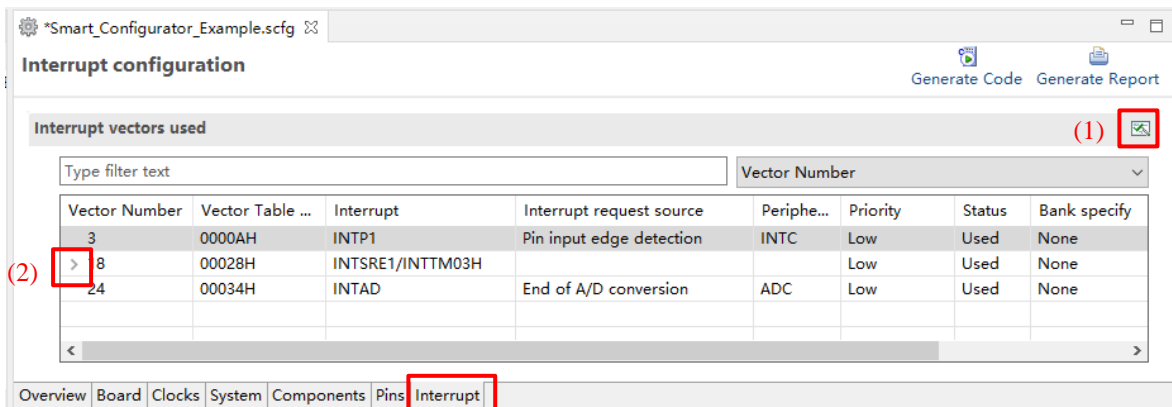 *Smart_Configurator_Example.scfg
Interrupt configuration
Generate Code Generate Report
Interrupt vectors used
(1)
Type filter text
Vector Number
Vector Number Vector Table ... Interrupt Interrupt request source Periphe... Priority Status Bank specify
3 0000AH INTP1 Pin input edge detection INTC Low Used None
(2) > 18 00028H INTSRE1/INTTM03H Low Used None
24 00034H INTAD End of A/D conversion ADC Low Used None
Overview Board Clocks System Components Pins Interrupt